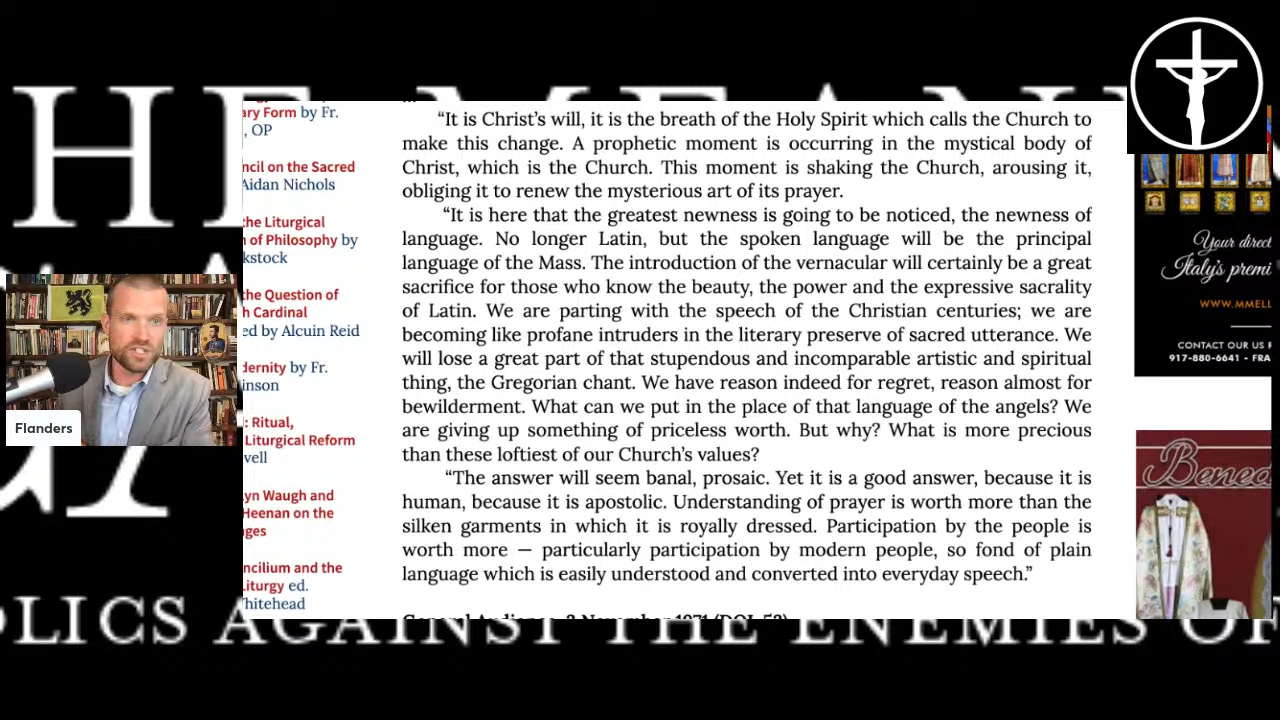 HE MEAN
ary Form by Fr.
, OP
ncil on the Sacred
Aidan Nichols
the Liturgical
n of Philosophy by
kstock
the Question of
h Cardinal
ed by Alcuin Reid
dernity by Fr.
inson
: Ritual,
Liturgical Reform
vell
lyn Waugh and
Heenan on the
nges
ncilium and the
Liturgy ed.
Whitehead
“It is Christ’s will, it is the breath of the Holy Spirit which calls the Church to
make this change. A prophetic moment is occurring in the mystical body of
Christ, which is the Church. This moment is shaking the Church, arousing it,
obliging it to renew the mysterious art of its prayer.
“It is here that the greatest newness is going to be noticed, the newness of
language. No longer Latin, but the spoken language will be the principal
language of the Mass. The introduction of the vernacular will certainly be a great
sacrifice for those who know the beauty, the power and the expressive sacrality
of Latin. We are parting with the speech of the Christian centuries; we are
becoming like profane intruders in the literary preserve of sacred utterance. We
will lose a great part of that stupendous and incomparable artistic and spiritual
thing, the Gregorian chant. We have reason indeed for regret, reason almost for
bewilderment. What can we put in the place of that language of the angels? We
are giving up something of priceless worth. But why? What is more precious
than these loftiest of our Church’s values?
“The answer will seem banal, prosaic. Yet it is a good answer, because it is
human, because it is apostolic. Understanding of prayer is worth more than the
silken garments in which it is royally dressed. Participation by the people is
worth more — particularly participation by modern people, so fond of plain
language which is easily understood and converted into everyday speech.”
General Audience, 3 November 1971 (DOL 53)
Your direct
Italy's premi
WWW.MMELL
CONTACT OUR US R
917-880-6641 - FRA
Bened
Flanders
OLICS AGAINST THE ENEMIES OF